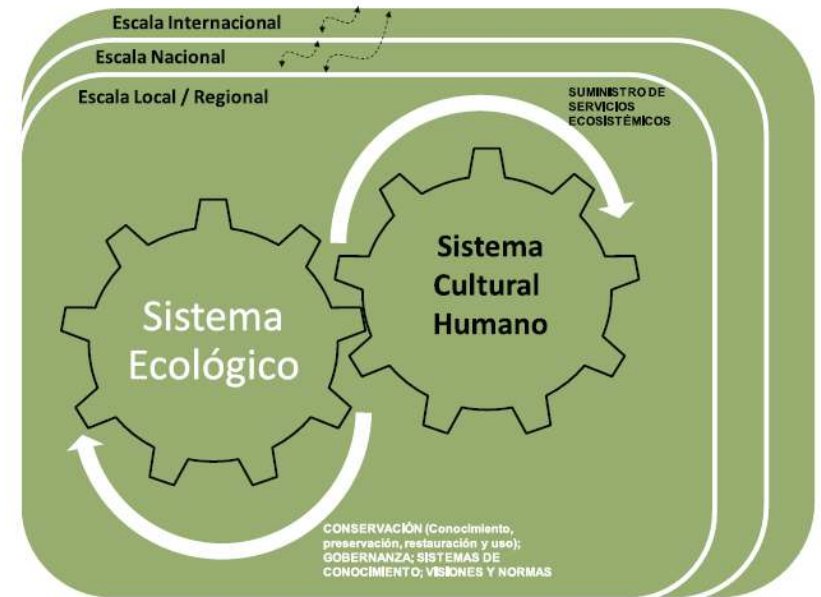 Escala Internacional
Escala Nacional
Escala Local / Regional
SUMINISTRO DE
SERVICIOS
ECOSISTÉMICOS
Sistema
Cultural
Humano
Sistema
Ecológico
CONSERVACIÓN (Conocimiento,
preservación, restauración y uso);
GOBERNANZA; SISTEMAS DE
CONOCIMIENTO; VISIONES Y NORMAS